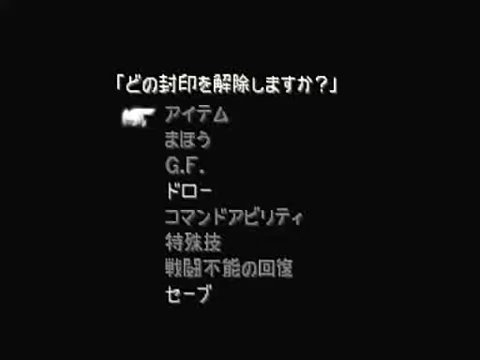 「どの封印を解除しますか？」
アイテム
まほう
G.F.
ドロー
コマンドアビリティ
特殊技
戦闘不能の回復
セーブ